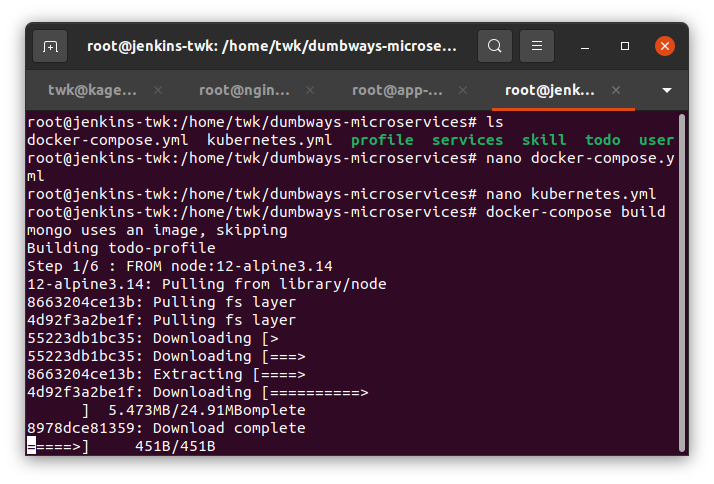 root@jenkins-twk: /home/twk/dumbways-microse…
twk@kage… × root@ngin… × root@app-… × root@jenk… ×
root@jenkins-twk:/home/twk/dumbways-microservices# ls
docker-compose.yml kubernetes.yml profile services skill todo user
root@jenkins-twk:/home/twk/dumbways-microservices# nano docker-compose.y
ml
root@jenkins-twk:/home/twk/dumbways-microservices# nano kubernetes.yml
root@jenkins-twk:/home/twk/dumbways-microservices# docker-compose build
mongo uses an image, skipping
Building todo-profile
Step 1/6 : FROM node:12-alpine3.14
12-alpine3.14: Pulling from library/node
8663204ce13b: Pulling fs layer
4d92f3a2be1f: Pulling fs layer
55223db1bc35: Downloading [>
55223db1bc35: Downloading [===>
8663204ce13b: Extracting [====>
4d92f3a2be1f: Downloading [==========>
] 5.473MB/24.91MBomplete
8978dce81359: Download complete
=====>] 451B/451B